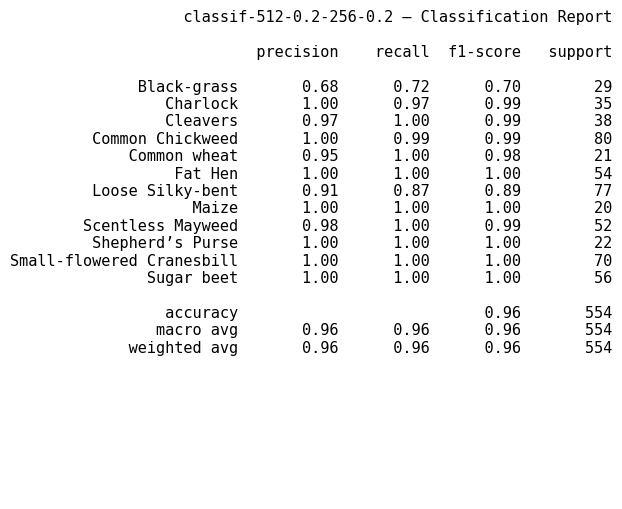 classif-512-0.2-256-0.2 — Classification Report
precision recall f1-score support
Black-grass 0.68 0.72 0.70 29
Charlock 1.00 0.97 0.99 35
Cleavers 0.97 1.00 0.99 38
Common Chickweed 1.00 0.99 0.99 80
Common wheat 0.95 1.00 0.98 21
Fat Hen 1.00 1.00 1.00 54
Loose Silky-bent 0.91 0.87 0.89 77
Maize 1.00 1.00 1.00 20
Scentless Mayweed 0.98 1.00 0.99 52
Shepherd’s Purse 1.00 1.00 1.00 22
Small-flowered Cranesbill 1.00 1.00 1.00 70
Sugar beet 1.00 1.00 1.00 56
accuracy 0.96 554
macro avg 0.96 0.96 0.96 554
weighted avg 0.96 0.96 0.96 554